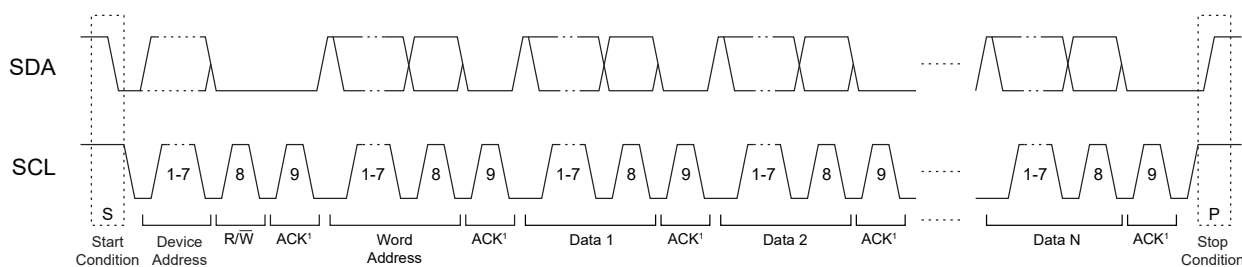 SDA
SCL
1-7 8 9 1-7 8 9 1-7 8 9 1-7 8 9 1-7 8 9
S P
Start Condition
Device Address
R/W̅
ACK¹
Word Address
ACK¹
Data 1
ACK¹
Data 2
ACK¹
Data N
ACK¹
Stop Condition